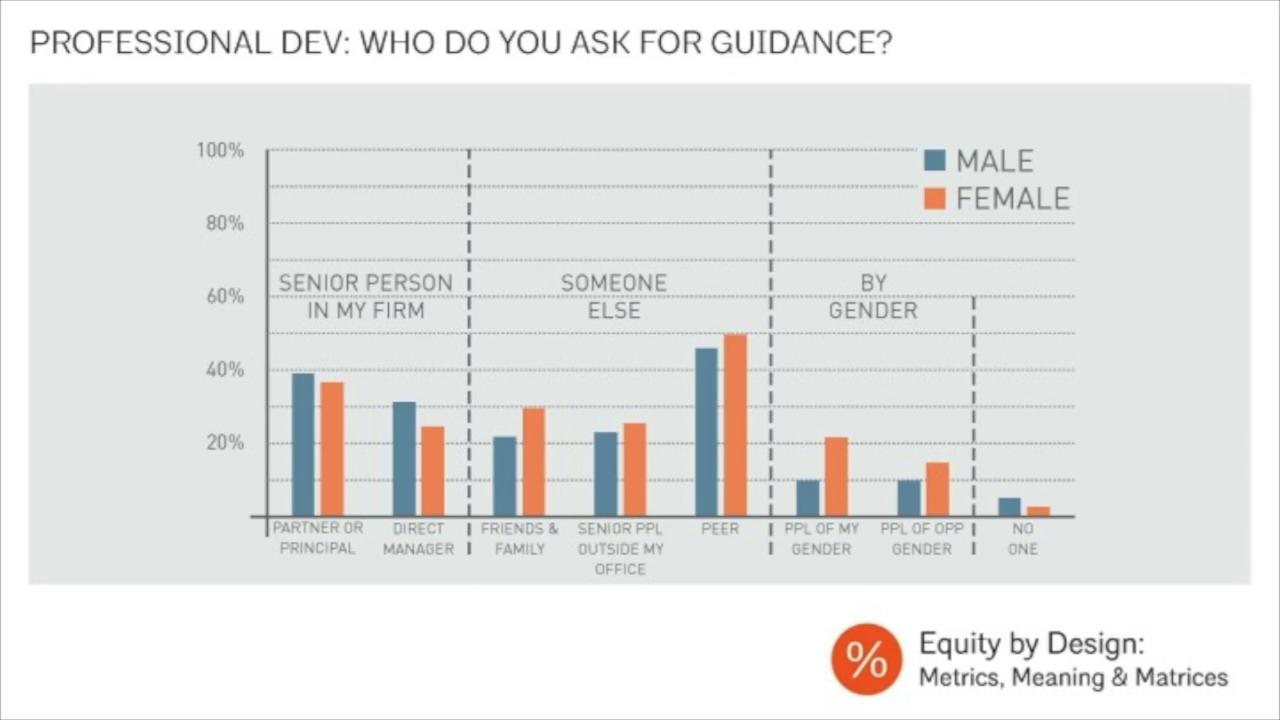 PROFESSIONAL DEV: WHO DO YOU ASK FOR GUIDANCE?
100%
80%
60%
40%
20%
MALE
FEMALE
SENIOR PERSON
IN MY FIRM
SOMEONE
ELSE
BY
GENDER
PARTNER OR
PRINCIPAL
DIRECT
MANAGER
FRIENDS &
FAMILY
SENIOR PPL
OUTSIDE MY
OFFICE
PEER
PPL OF MY
GENDER
PPL OF OPP
GENDER
NO
ONE
%
Equity by Design:
Metrics, Meaning & Matrices